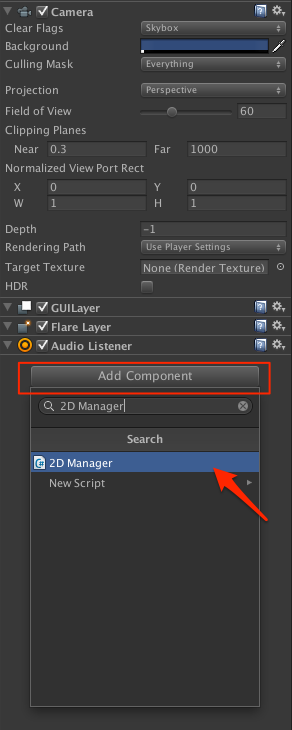 Camera
Clear Flags Skybox
Background
Culling Mask Everything
Projection Perspective
Field of View 60
Clipping Planes
Near 0.3 Far 1000
Normalized View Port Rect
X 0 Y 0
W 1 H 1
Depth -1
Rendering Path Use Player Settings
Target Texture None (Render Texture)
HDR
GUILayer
Flare Layer
Audio Listener
Add Component
2D Manager
Search
2D Manager
New Script